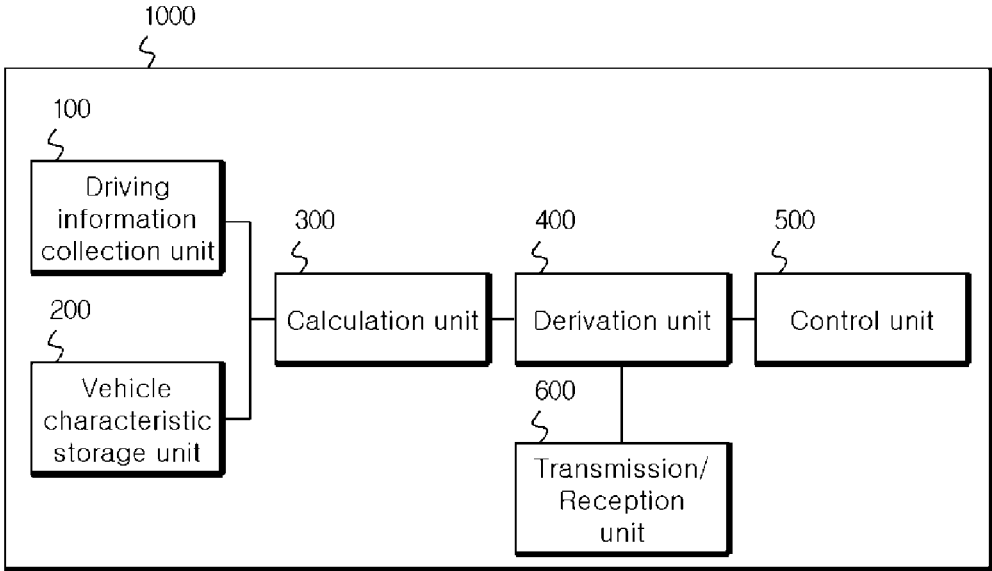 1000
100
Driving
information
collection unit
200
Vehicle
characteristic
storage unit
300
Calculation unit
400
Derivation unit
500
Control unit
600
Transmission/
Reception
unit